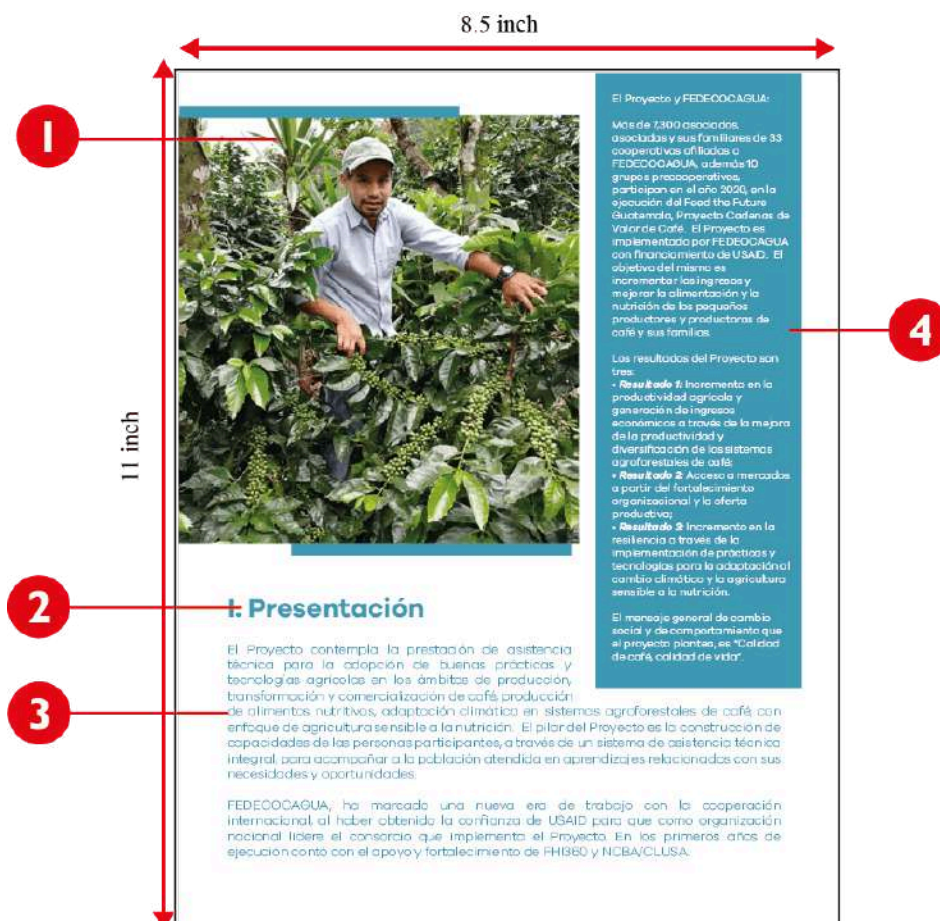 8.5 inch
11 inch
1
2
3
4
El Proyecto y FEDECOCAGUA:
Más de 7,300 asociados,
asociadas y sus familiares de 33
cooperativas afiliadas a
FEDECOCAGUA, además 10
grupos precooperativos,
participan en el año 2020, en la
ejecución del Feed the Future
Guatemala, Proyecto Cadenas de
Valor de Café. El Proyecto es
implementado por FEDEOCAGUA
con financiamiento de USAID. El
objetivo del mismo es
incrementar los ingresos y
mejorar la alimentación y la
nutrición de los pequeños
productores y productoras de
café y sus familias.
Los resultados del Proyecto son
tres:
• Resultado 1: Incremento en la
productividad agrícola y
generación de ingresos
económicos a través de la mejora
de la productividad y
diversificación de los sistemas
agroforestales de café;
• Resultado 2: Acceso a mercados
a partir del fortalecimiento
organizacional y la oferta
productiva;
• Resultado 3: Incremento en la
resiliencia a través de la
implementación de prácticas y
tecnologías para la adaptación al
cambio climático y la agricultura
sensible a la nutrición.
El mensaje general de cambio
social y de comportamiento que
el proyecto plantea, es "Calidad
de café, calidad de vida".
I. Presentación
El Proyecto contempla la prestación de asistencia
técnica para la adopción de buenas prácticas y
tecnologías agrícolas en los ámbitos de producción,
transformación y comercialización de café, producción
de alimentos nutritivos, adaptación climática en sistemas agroforestales de café, con
enfoque de agricultura sensible a la nutrición. El pilar del Proyecto es la construcción de
capacidades de las personas participantes, a través de un sistema de asistencia técnica
integral, para acompañar a la población atendida en aprendizajes relacionados con sus
necesidades y oportunidades.
FEDECOCAGUA, ha marcado una nueva era de trabajo con la cooperación
internacional, al haber obtenido la confianza de USAID para que como organización
nacional lidere el consorcio que implementa el Proyecto. En los primeros años de
ejecución contó con el apoyo y fortalecimiento de FHI360 y NCBA/CLUSA.